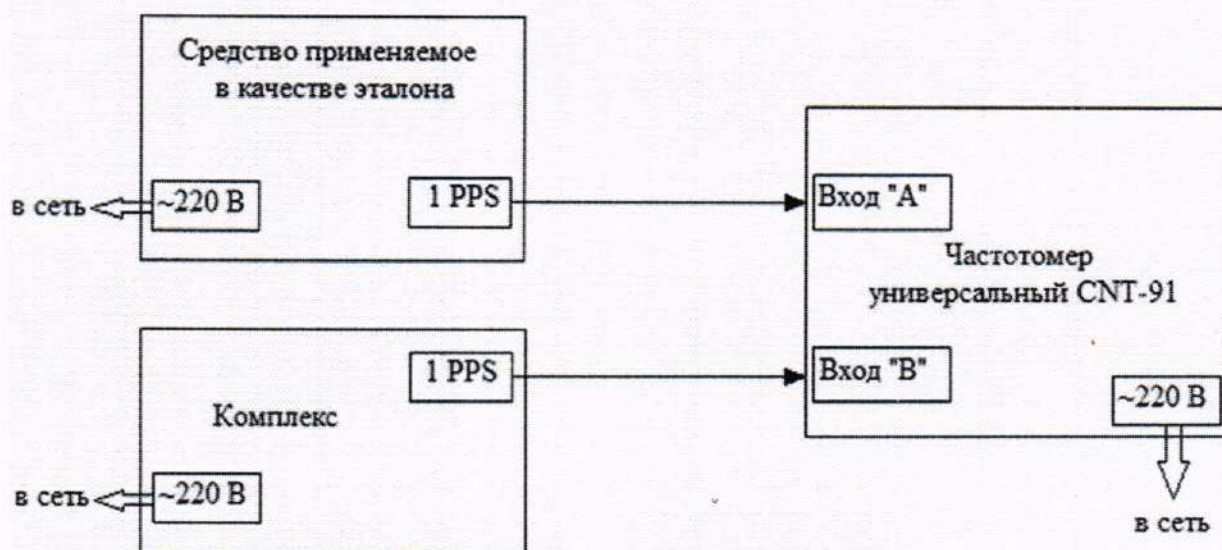 Средство применяемое
в качестве эталона
в сеть
~220 В
1 PPS
Вход "А"
Частотомер
универсальный CNT-91
1 PPS
Вход "В"
Комплекс
~220 В
в сеть
~220 В
в сеть